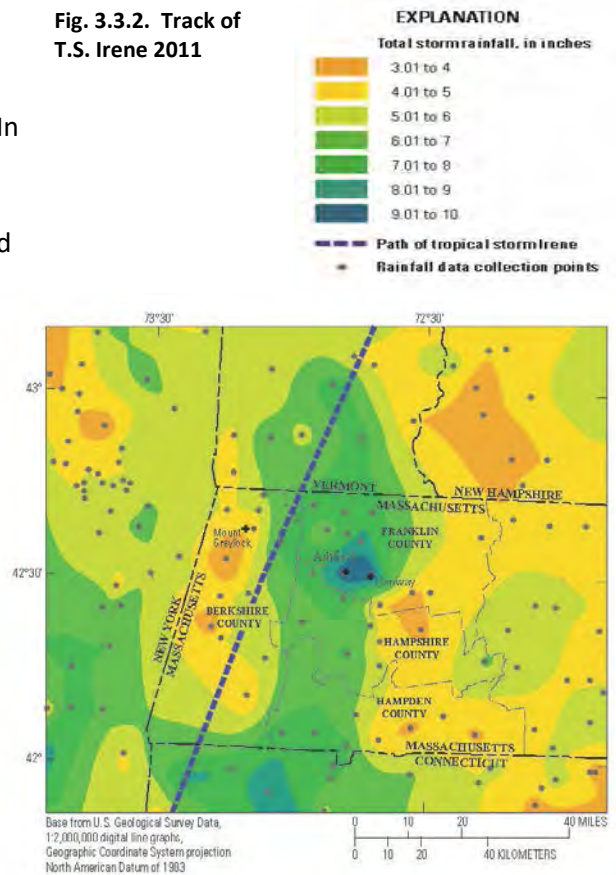 Fig. 3.3.2. Track of
T.S. Irene 2011
In
d
EXPLANATION
Total storm rainfall, in inches
3.01 to 4
4.01 to 5
5.01 to 6
6.01 to 7
7.01 to 8
8.01 to 9
9.01 to 10
Path of tropical storm Irene
Rainfall data collection points
73°30'
72°30'
43°
VERMONT
NEW HAMPSHIRE
MASSACHUSETTS
Mount
Greylock
FRANKLIN
COUNTY
42°30'
Conway
BERKSHIRE
COUNTY
NEW YORK
MASSACHUSETTS
HAMPSHIRE
COUNTY
HAMPDEN
COUNTY
42°
MASSACHUSETTS
CONNECTICUT
Base from U.S. Geological Survey Data,
1:2,000,000 digital line graphs,
Geographic Coordinate System projection
North American Datum of 1983
0 10 20 40 MILES
0 10 20 40 KILOMETERS